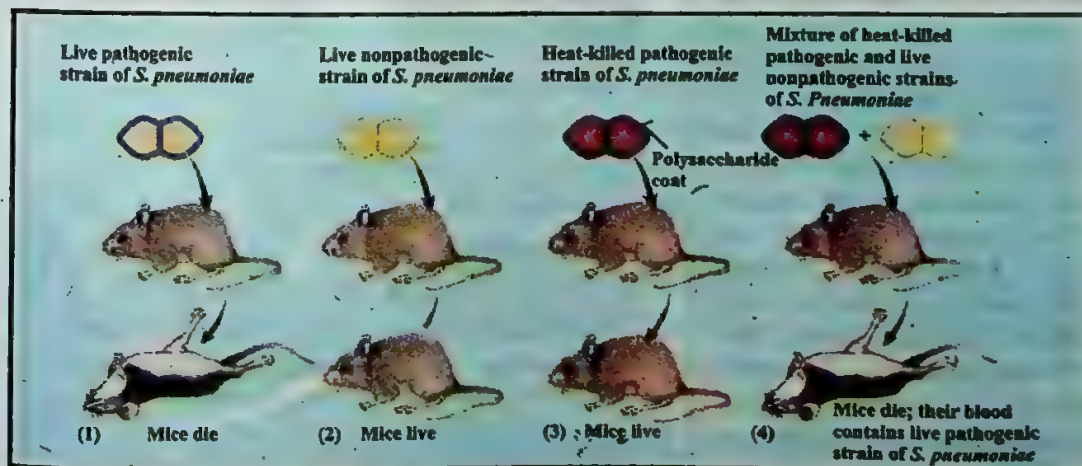 Live pathogenic
strain of S. pneumoniae
Live nonpathogenic
strain of S. pneumoniae
Heat-killed pathogenic
strain of S. pneumoniae
Mixture of heat-killed
pathogenic and live
nonpathogenic strains
of S. Pneumoniae
+
Polysaccharide
coat
(1) Mice die
(2) Mice live
(3) Mice live
(4) Mice die; their blood
contains live pathogenic
strain of S. pneumoniae